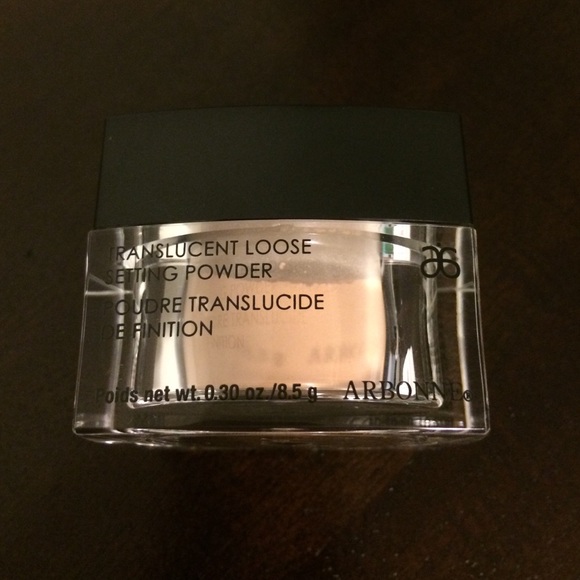 TRANSLUCENT LOOSE
SETTING POWDER
POUDRE TRANSLUCIDE
DE FINITION
Poids net wt. 0.30 oz./8.5 g
ARBONNE®